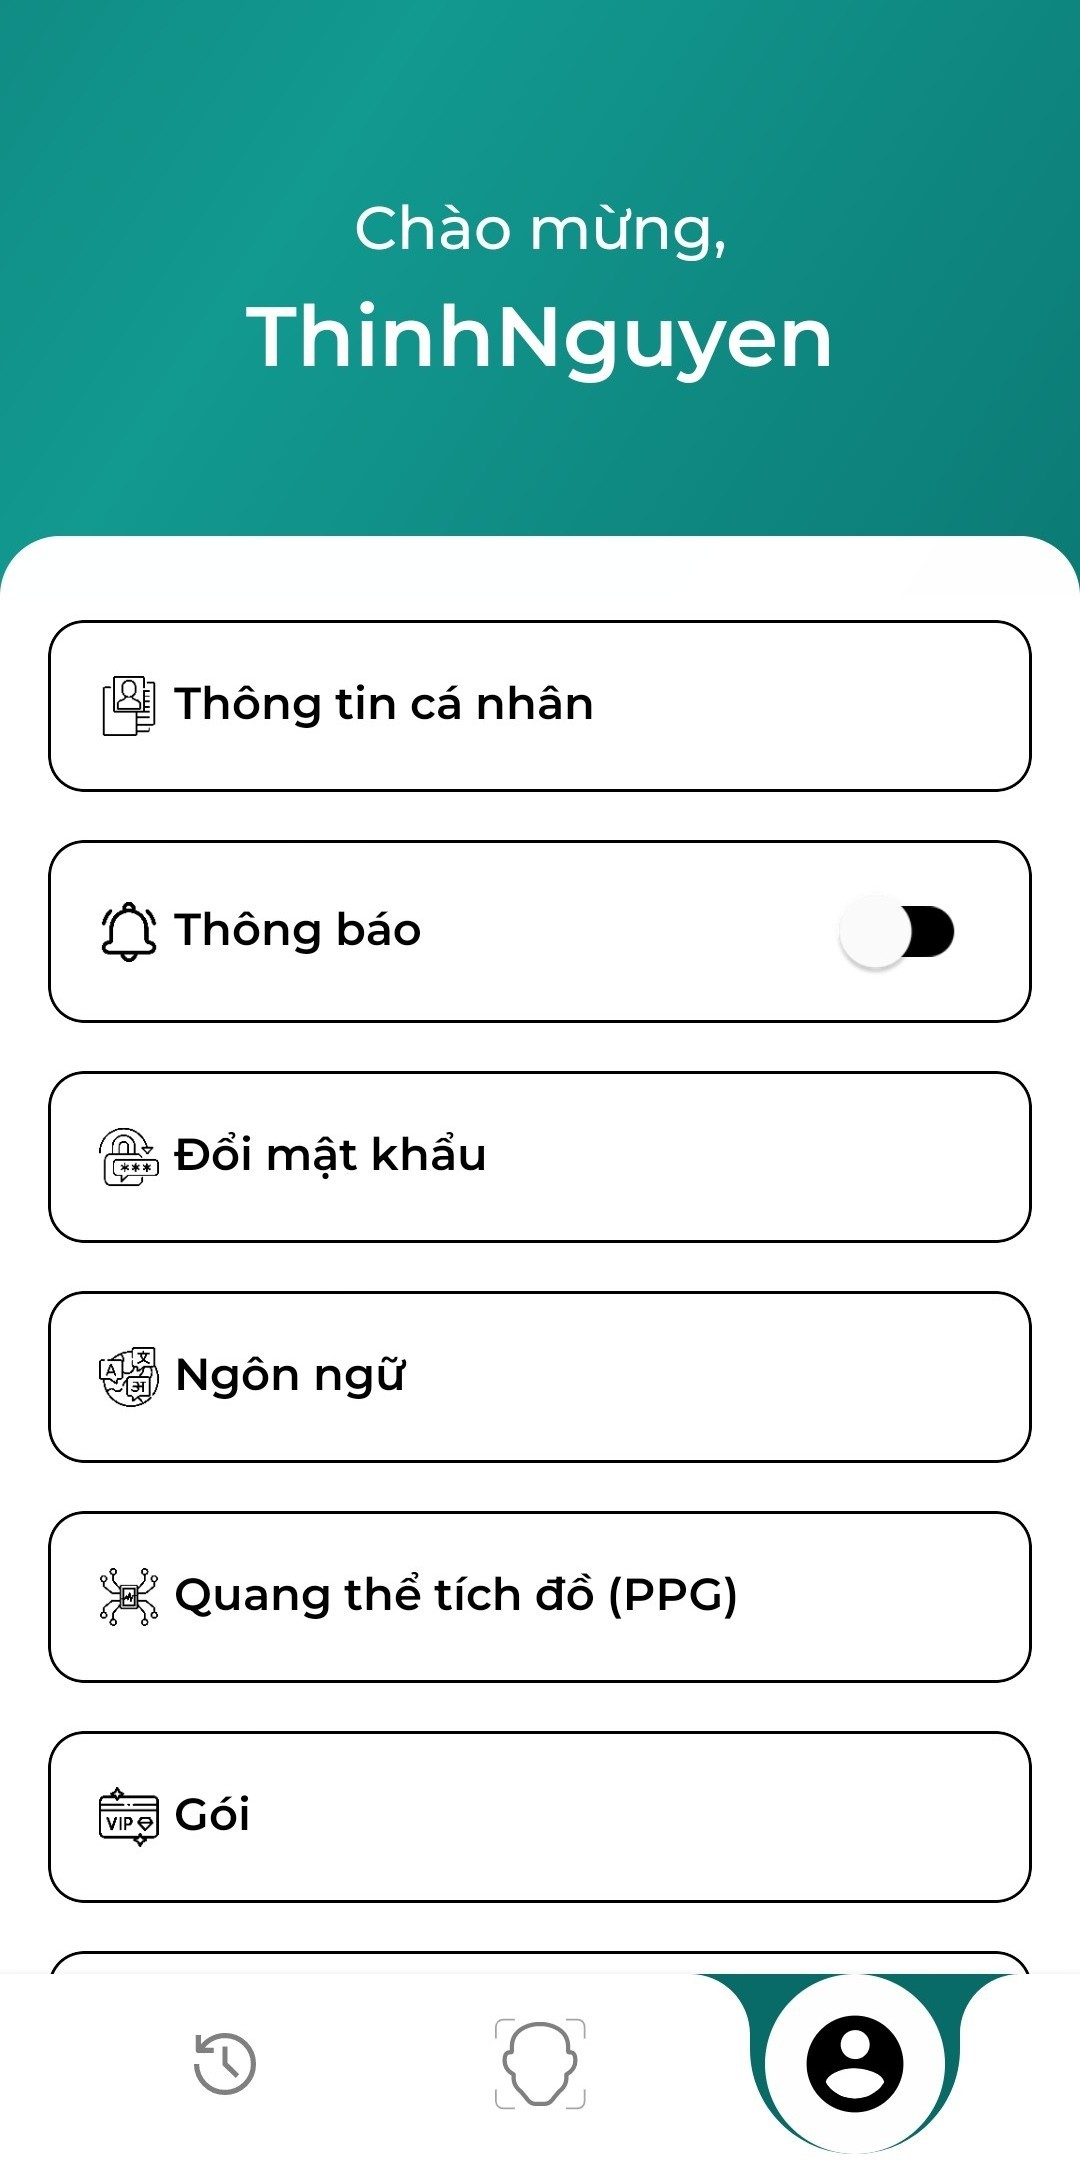 Chào mừng,
ThinhNguyen
Thông tin cá nhân
Thông báo
Đổi mật khẩu
Ngôn ngữ
Quang thể tích đồ (PPG)
VIP
Gói